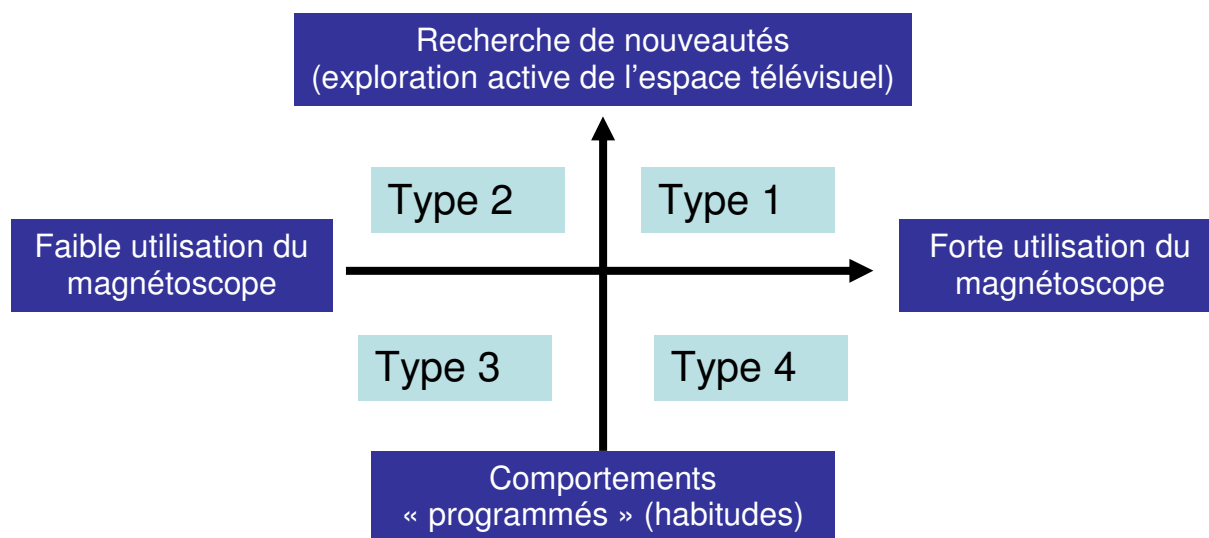 Recherche de nouveautés
(exploration active de l'espace télévisuel)
Type 2
Type 1
Faible utilisation du
magnétoscope
Forte utilisation du
magnétoscope
Type 3
Type 4
Comportements
« programmés » (habitudes)